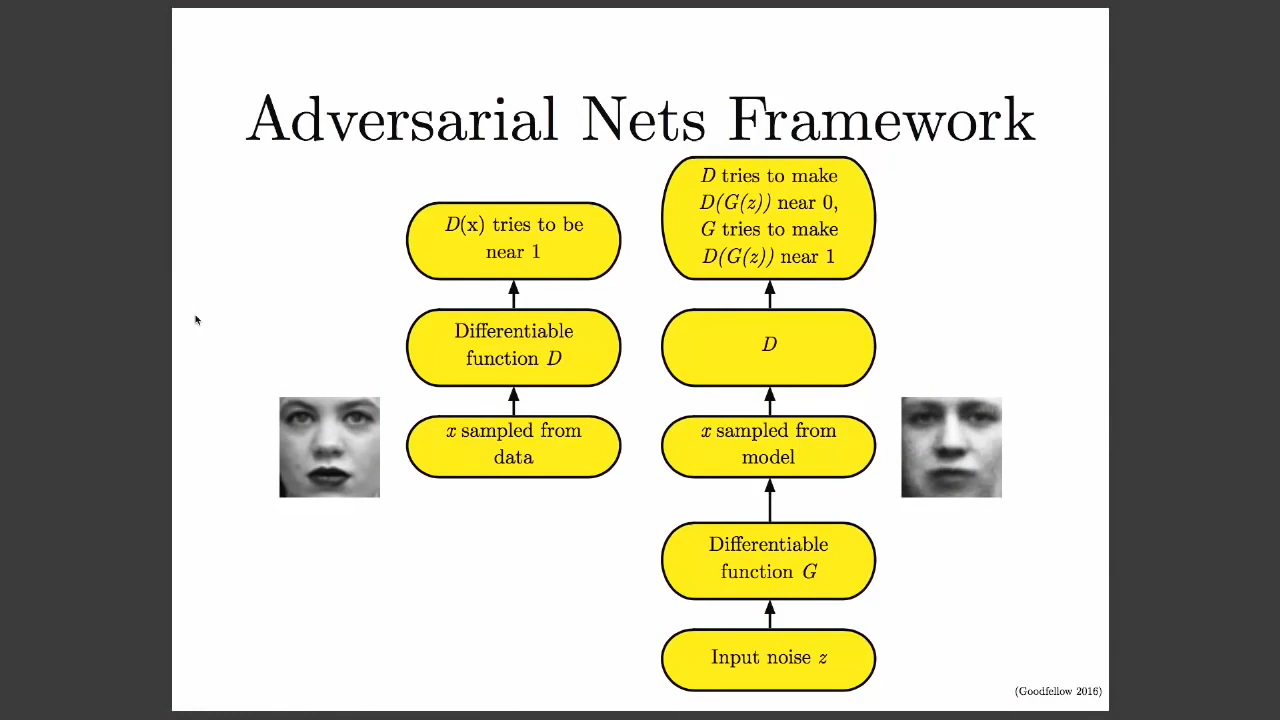 Adversarial Nets Framework
D(x) tries to be
near 1
Differentiable
function D
x sampled from
data
D tries to make
D(G(z)) near 0,
G tries to make
D(G(z)) near 1
D
x sampled from
model
Differentiable
function G
Input noise z
(Goodfellow 2016)